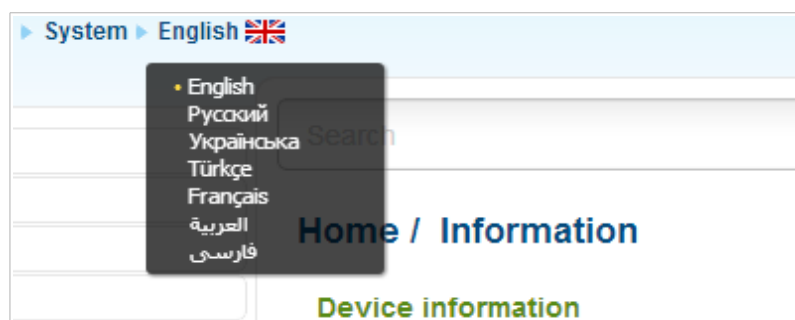 System English
English
Русский
Українська
Türkçe
Français
العربية
فارسی
Search
Home / Information
Device information